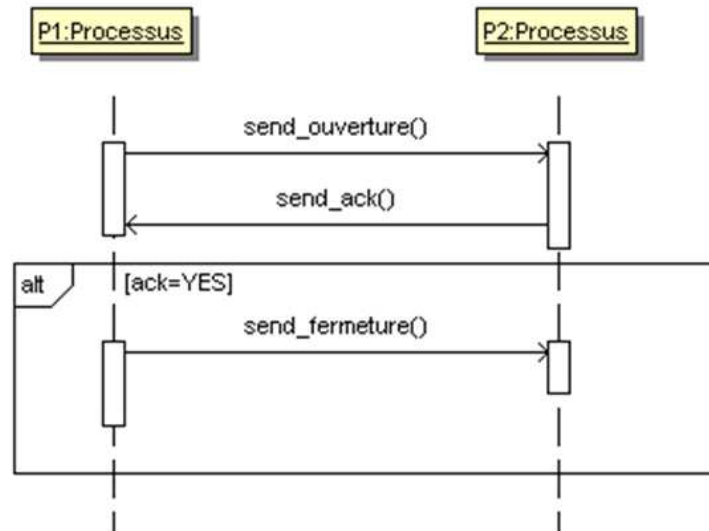 P1:Processus
P2:Processus
send_ouverture()
send_ack()
alt
[ack=YES]
send_fermeture()